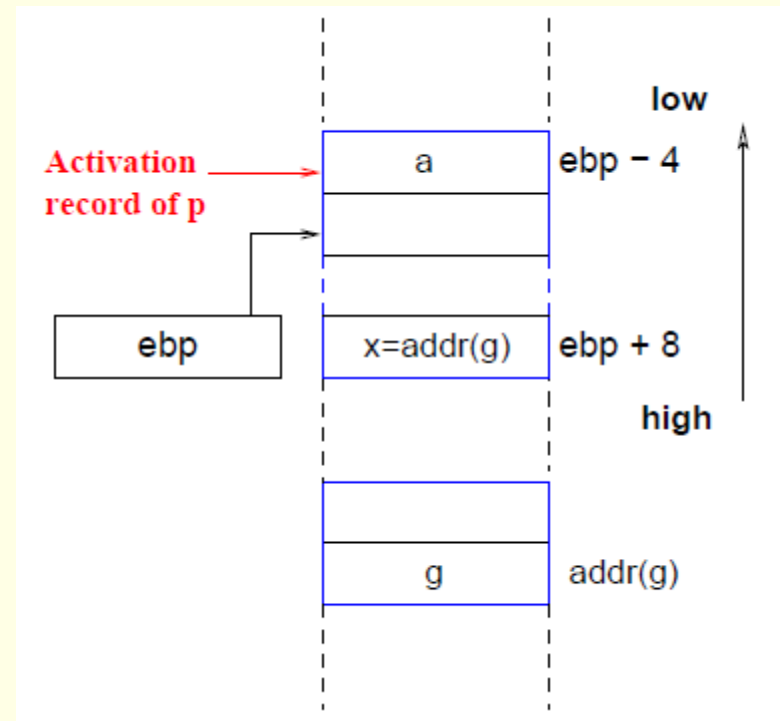 low
Activation
record of p
a
ebp − 4
ebp
x=addr(g)
ebp + 8
high
g
addr(g)